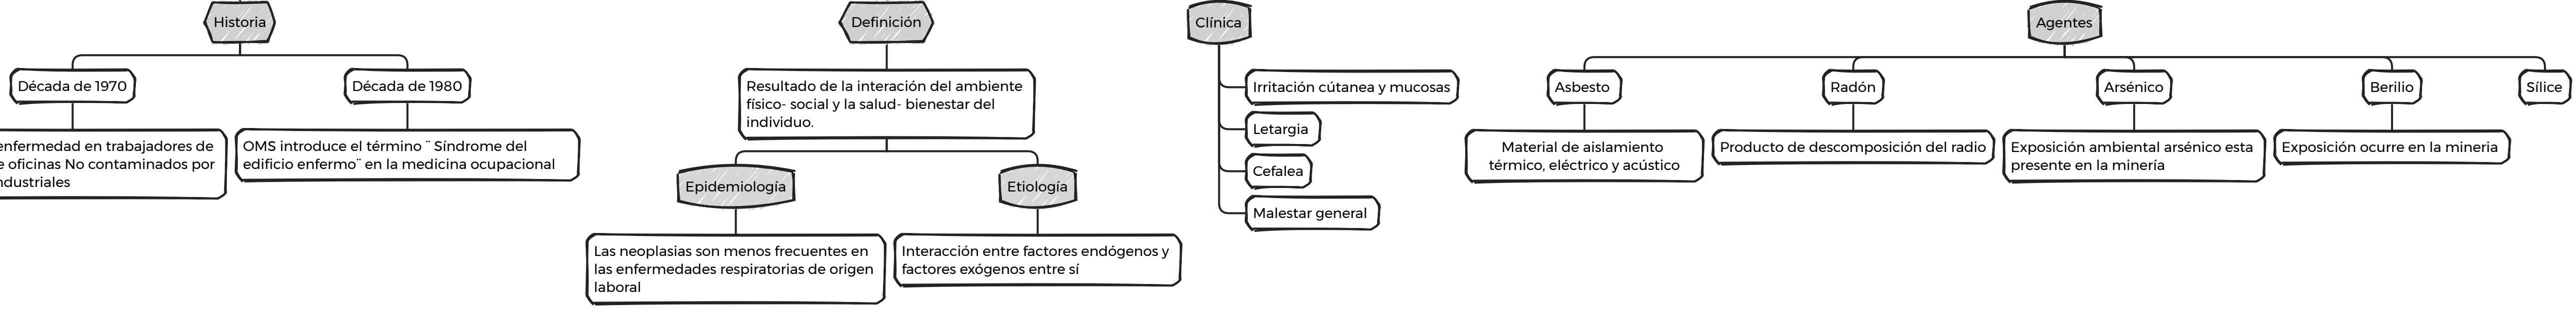 Historia
Década de 1970
Década de 1980
enfermedad en trabajadores de
oficinas No contaminados por
OMS introduce el término ¨ Síndrome del
edificio enfermo¨ en la medicina ocupacional
Definición
Resultado de la interación del ambiente
físico- social y la salud- bienestar del
individuo.
Epidemiología
Etiología
Las neoplasias son menos frecuentes en
las enfermedades respiratorias de origen
laboral
Interacción entre factores endógenos y
factores exógenos entre sí
Clínica
Irritación cútanea y mucosas
Letargia
Cefalea
Malestar general
Agentes
Asbesto
Radón
Arsénico
Berilio
Sílice
Material de aislamiento
térmico, eléctrico y acústico
Producto de descomposición del radio
Exposición ambiental arsénico esta
presente en la minería
Exposición ocurre en la mineria